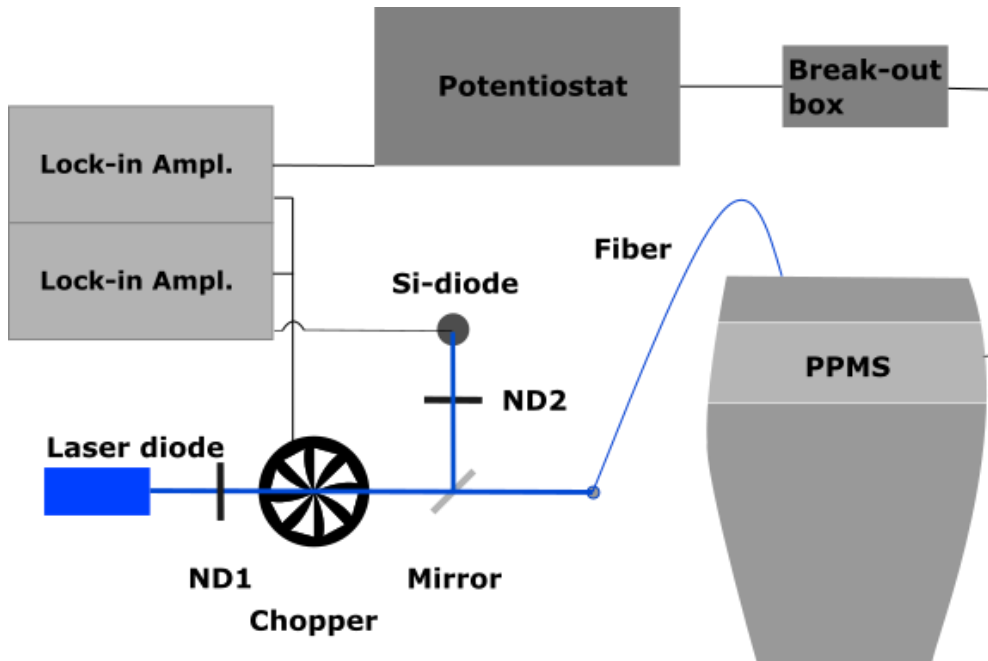 Potentiostat
Break-out
box
Lock-in Ampl.
Lock-in Ampl.
Fiber
Si-diode
PPMS
ND2
Laser diode
ND1
Mirror
Chopper